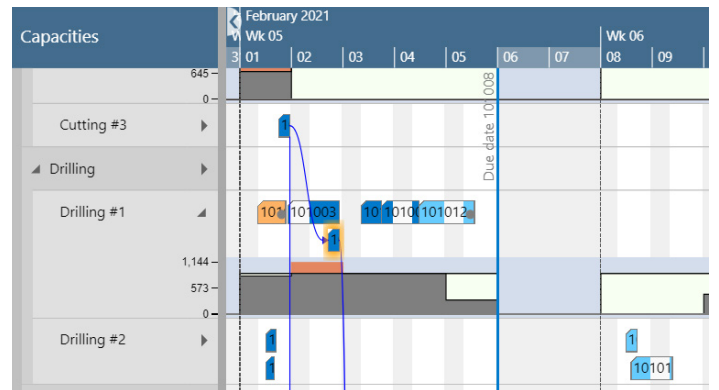 February 2021
Capacities
W Wk 05 Wk 06
3 01 02 03 04 05 06 07 08 09
645
0
Due date 101008
Cutting #3 1
Drilling
Drilling #1 101 101003 10 1010 101012
1
1,144
573
0
Drilling #2 1 1
1 10101